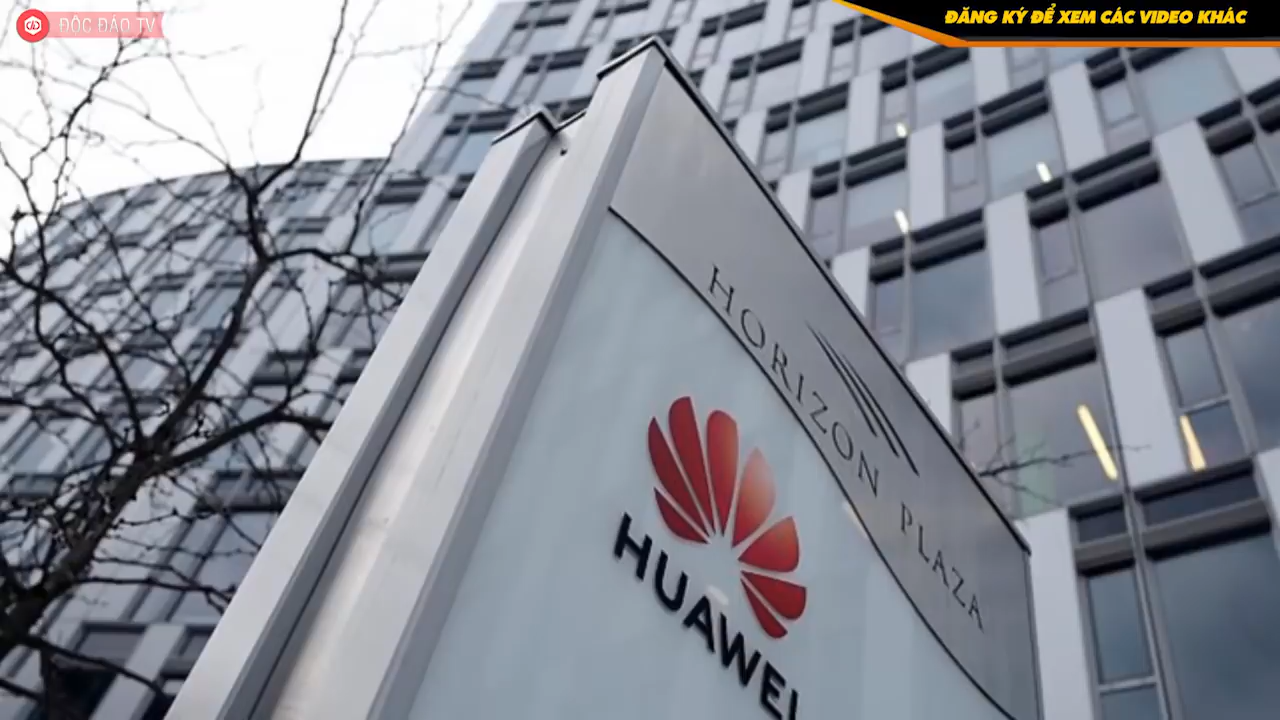 ĐỘC ĐÁO TV
ĐĂNG KÝ ĐỂ XEM CÁC VIDEO KHÁC
HORIZON PLAZA
HUAWEI